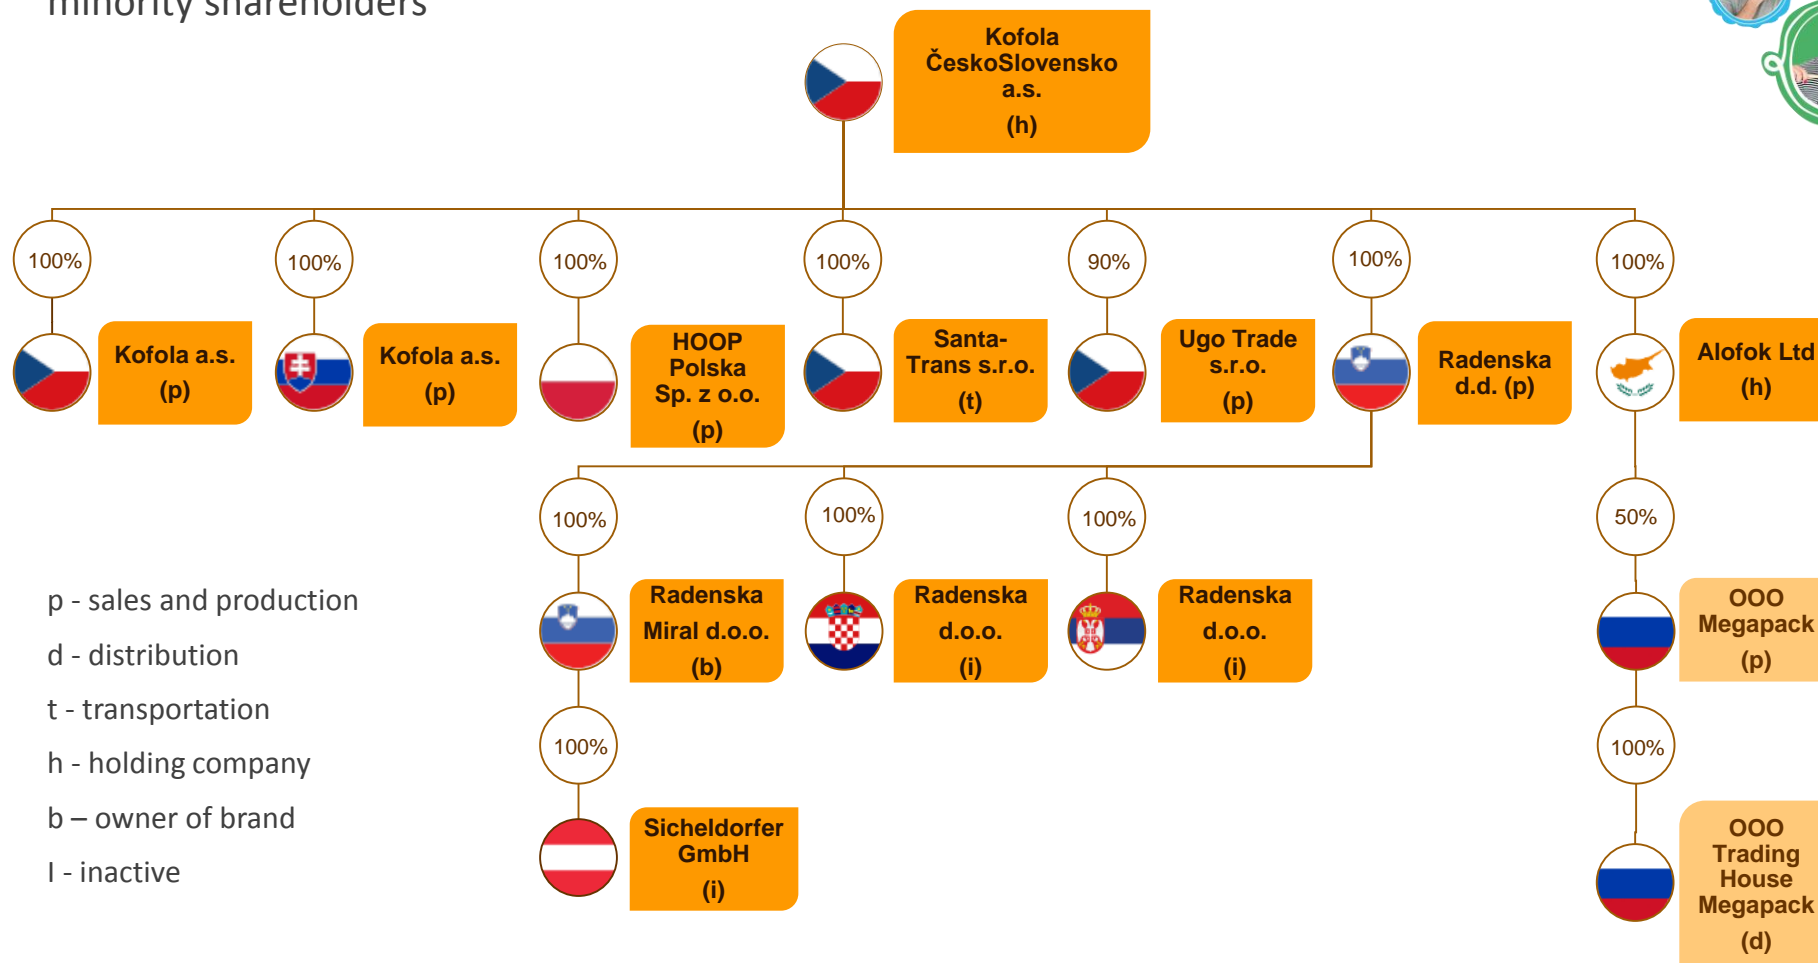 minority shareholders
Kofola
ČeskoSlovensko
a.s.
(h)
100%
100%
100%
100%
90%
100%
100%
Kofola a.s.
(p)
Kofola a.s.
(p)
HOOP
Polska
Sp. z o.o.
(p)
Santa-
Trans s.r.o.
(t)
Ugo Trade
s.r.o.
(p)
Radenska
d.d. (p)
Alofok Ltd
(h)
100%
100%
100%
50%
Radenska
Miral d.o.o.
(b)
Radenska
d.o.o.
(i)
Radenska
d.o.o.
(i)
OOO
Megapack
(p)
100%
100%
Sicheldorfer
GmbH
(i)
OOO
Trading
House
Megapack
(d)
p - sales and production
d - distribution
t - transportation
h - holding company
b – owner of brand
I - inactive